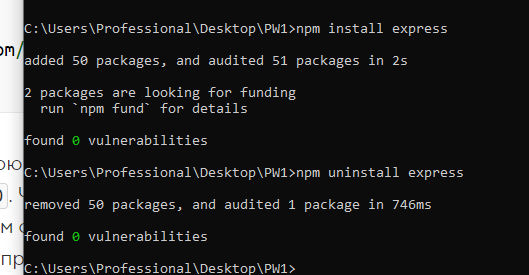 C:\Users\Professional\Desktop\PW1>npm install express
added 50 packages, and audited 51 packages in 2s
2 packages are looking for funding
run `npm fund` for details
found 0 vulnerabilities
C:\Users\Professional\Desktop\PW1>npm uninstall express
removed 50 packages, and audited 1 package in 746ms
found 0 vulnerabilities
C:\Users\Professional\Desktop\PW1>